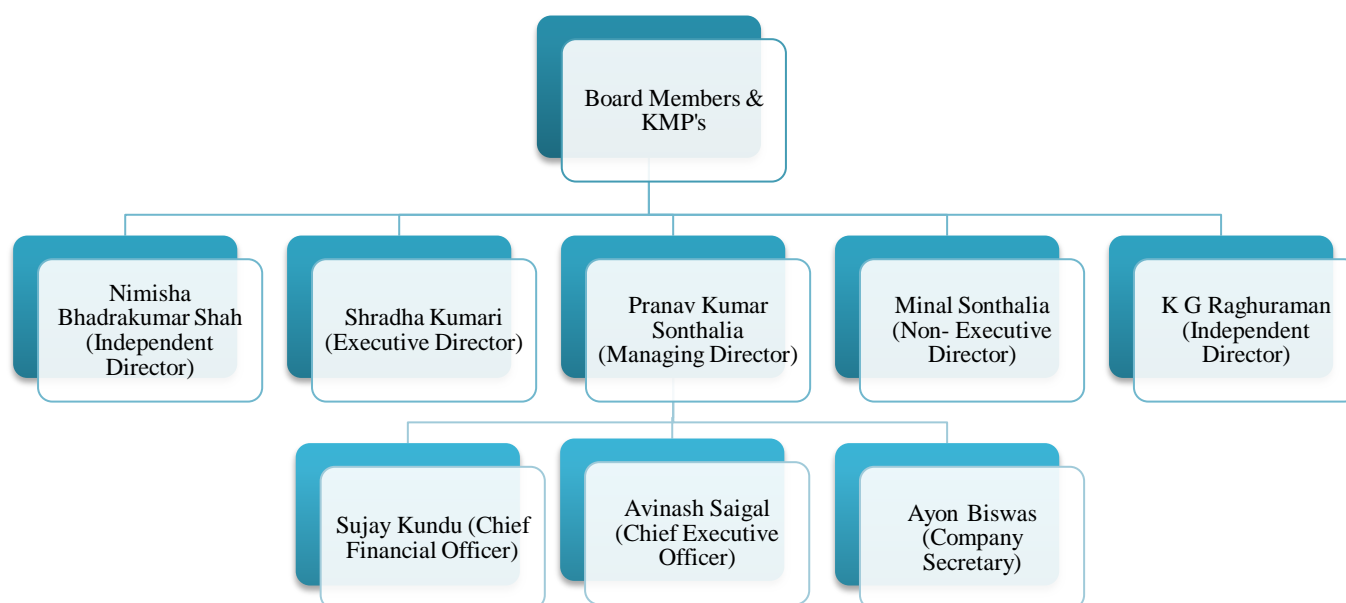 Board Members &
KMP's
Nimisha
Bhadrakumar Shah
(Independent
Director)
Shradha Kumari
(Executive Director)
Pranav Kumar
Sonthalia
(Managing Director)
Minal Sonthalia
(Non- Executive
Director)
K G Raghuraman
(Independent
Director)
Sujay Kundu (Chief
Financial Officer)
Avinash Saigal
(Chief Executive
Officer)
Ayon Biswas
(Company
Secretary)